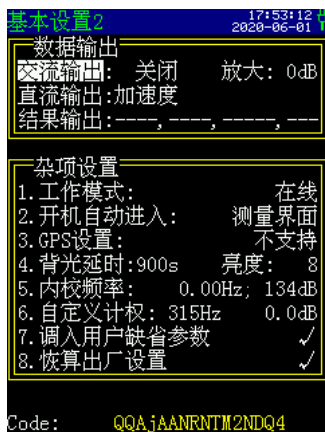 基本设置2 17:53:12
2020-06-01
数据输出
交流输出: 关闭 放大: 0dB
直流输出:加速度
结果输出:----,----,-----,---
杂项设置
1.工作模式: 在线
2.开机自动进入: 测量界面
3.GPS设置: 不支持
4.背光延时:900s 亮度: 8
5.内校频率: 0.00Hz; 134dB
6.自定义计权: 315Hz 0.0dB
7.调入用户缺省参数 ✓
8.恢算出厂设置 ✓
Code: QQAjAANRNTM2NDQ4